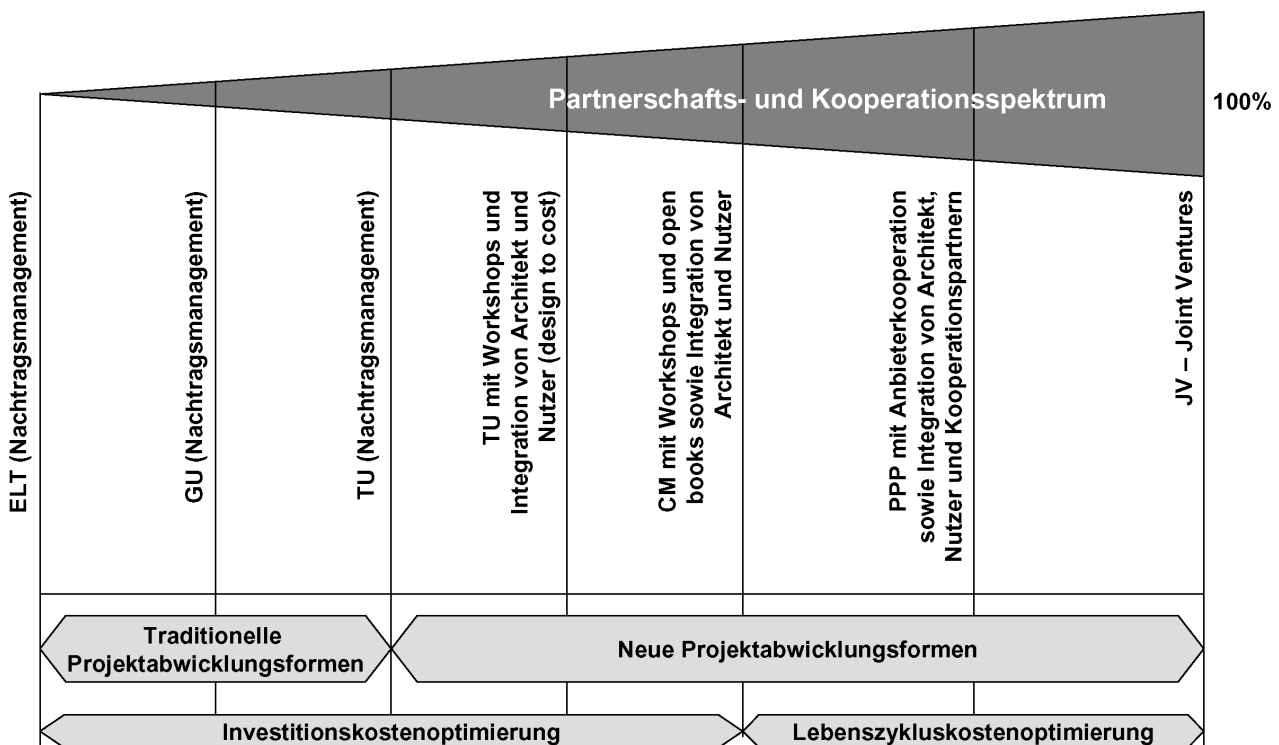 Partnerschafts- und Kooperationsspektrum
100%
ELT (Nachtragsmanagement)
GU (Nachtragsmanagement)
TU (Nachtragsmanagement)
TU mit Workshops und
Integration von Architekt und
Nutzer (design to cost)
CM mit Workshops und open
books sowie Integration von
Architekt und Nutzer
PPP mit Anbieterkooperation
sowie Integration von Architekt,
Nutzer und Kooperationspartnern
JV – Joint Ventures
Traditionelle
Projektabwicklungsformen
Neue Projektabwicklungsformen
Investitionskostenoptimierung
Lebenszykluskostenoptimierung